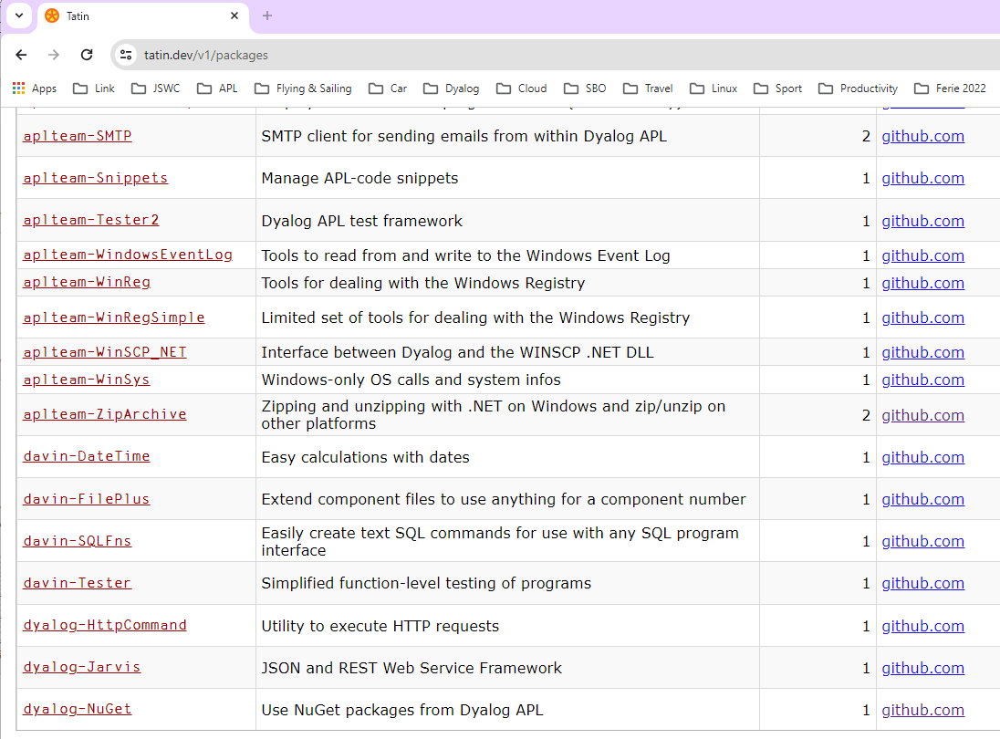 Tatin
tatin.dev/v1/packages
Apps Link JSWC APL Flying & Sailing Car Dyalog Cloud SBO Travel Linux Sport Productivity Ferie 2022
aplteam-SMTP SMTP client for sending emails from within Dyalog APL 2 github.com
aplteam-Snippets Manage APL-code snippets 1 github.com
aplteam-Tester2 Dyalog APL test framework 1 github.com
aplteam-WindowsEventLog Tools to read from and write to the Windows Event Log 1 github.com
aplteam-WinReg Tools for dealing with the Windows Registry 1 github.com
aplteam-WinRegSimple Limited set of tools for dealing with the Windows Registry 1 github.com
aplteam-WinSCP_NET Interface between Dyalog and the WINSCP .NET DLL 1 github.com
aplteam-WinSys Windows-only OS calls and system infos 1 github.com
aplteam-ZipArchive Zipping and unzipping with .NET on Windows and zip/unzip on
other platforms 2 github.com
davin-DateTime Easy calculations with dates 1 github.com
davin-FilePlus Extend component files to use anything for a component number 1 github.com
davin-SQLFns Easily create text SQL commands for use with any SQL program
interface 1 github.com
davin-Tester Simplified function-level testing of programs 1 github.com
dyalog-HttpCommand Utility to execute HTTP requests 1 github.com
dyalog-Jarvis JSON and REST Web Service Framework 1 github.com
dyalog-NuGet Use NuGet packages from Dyalog APL 1 github.com